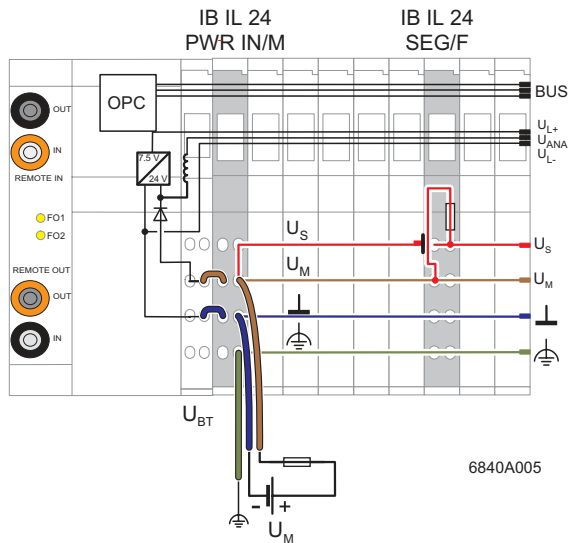 IB IL 24
PWR IN/M
IB IL 24
SEG/F
OPC
BUS
OUT
IN
REMOTE IN
7.5 V
24 V
UL+
UANA
UL-
FO1
FO2
US
US
UM
UM
REMOTE OUT
OUT
IN
UBT
6840A005
- +
UM